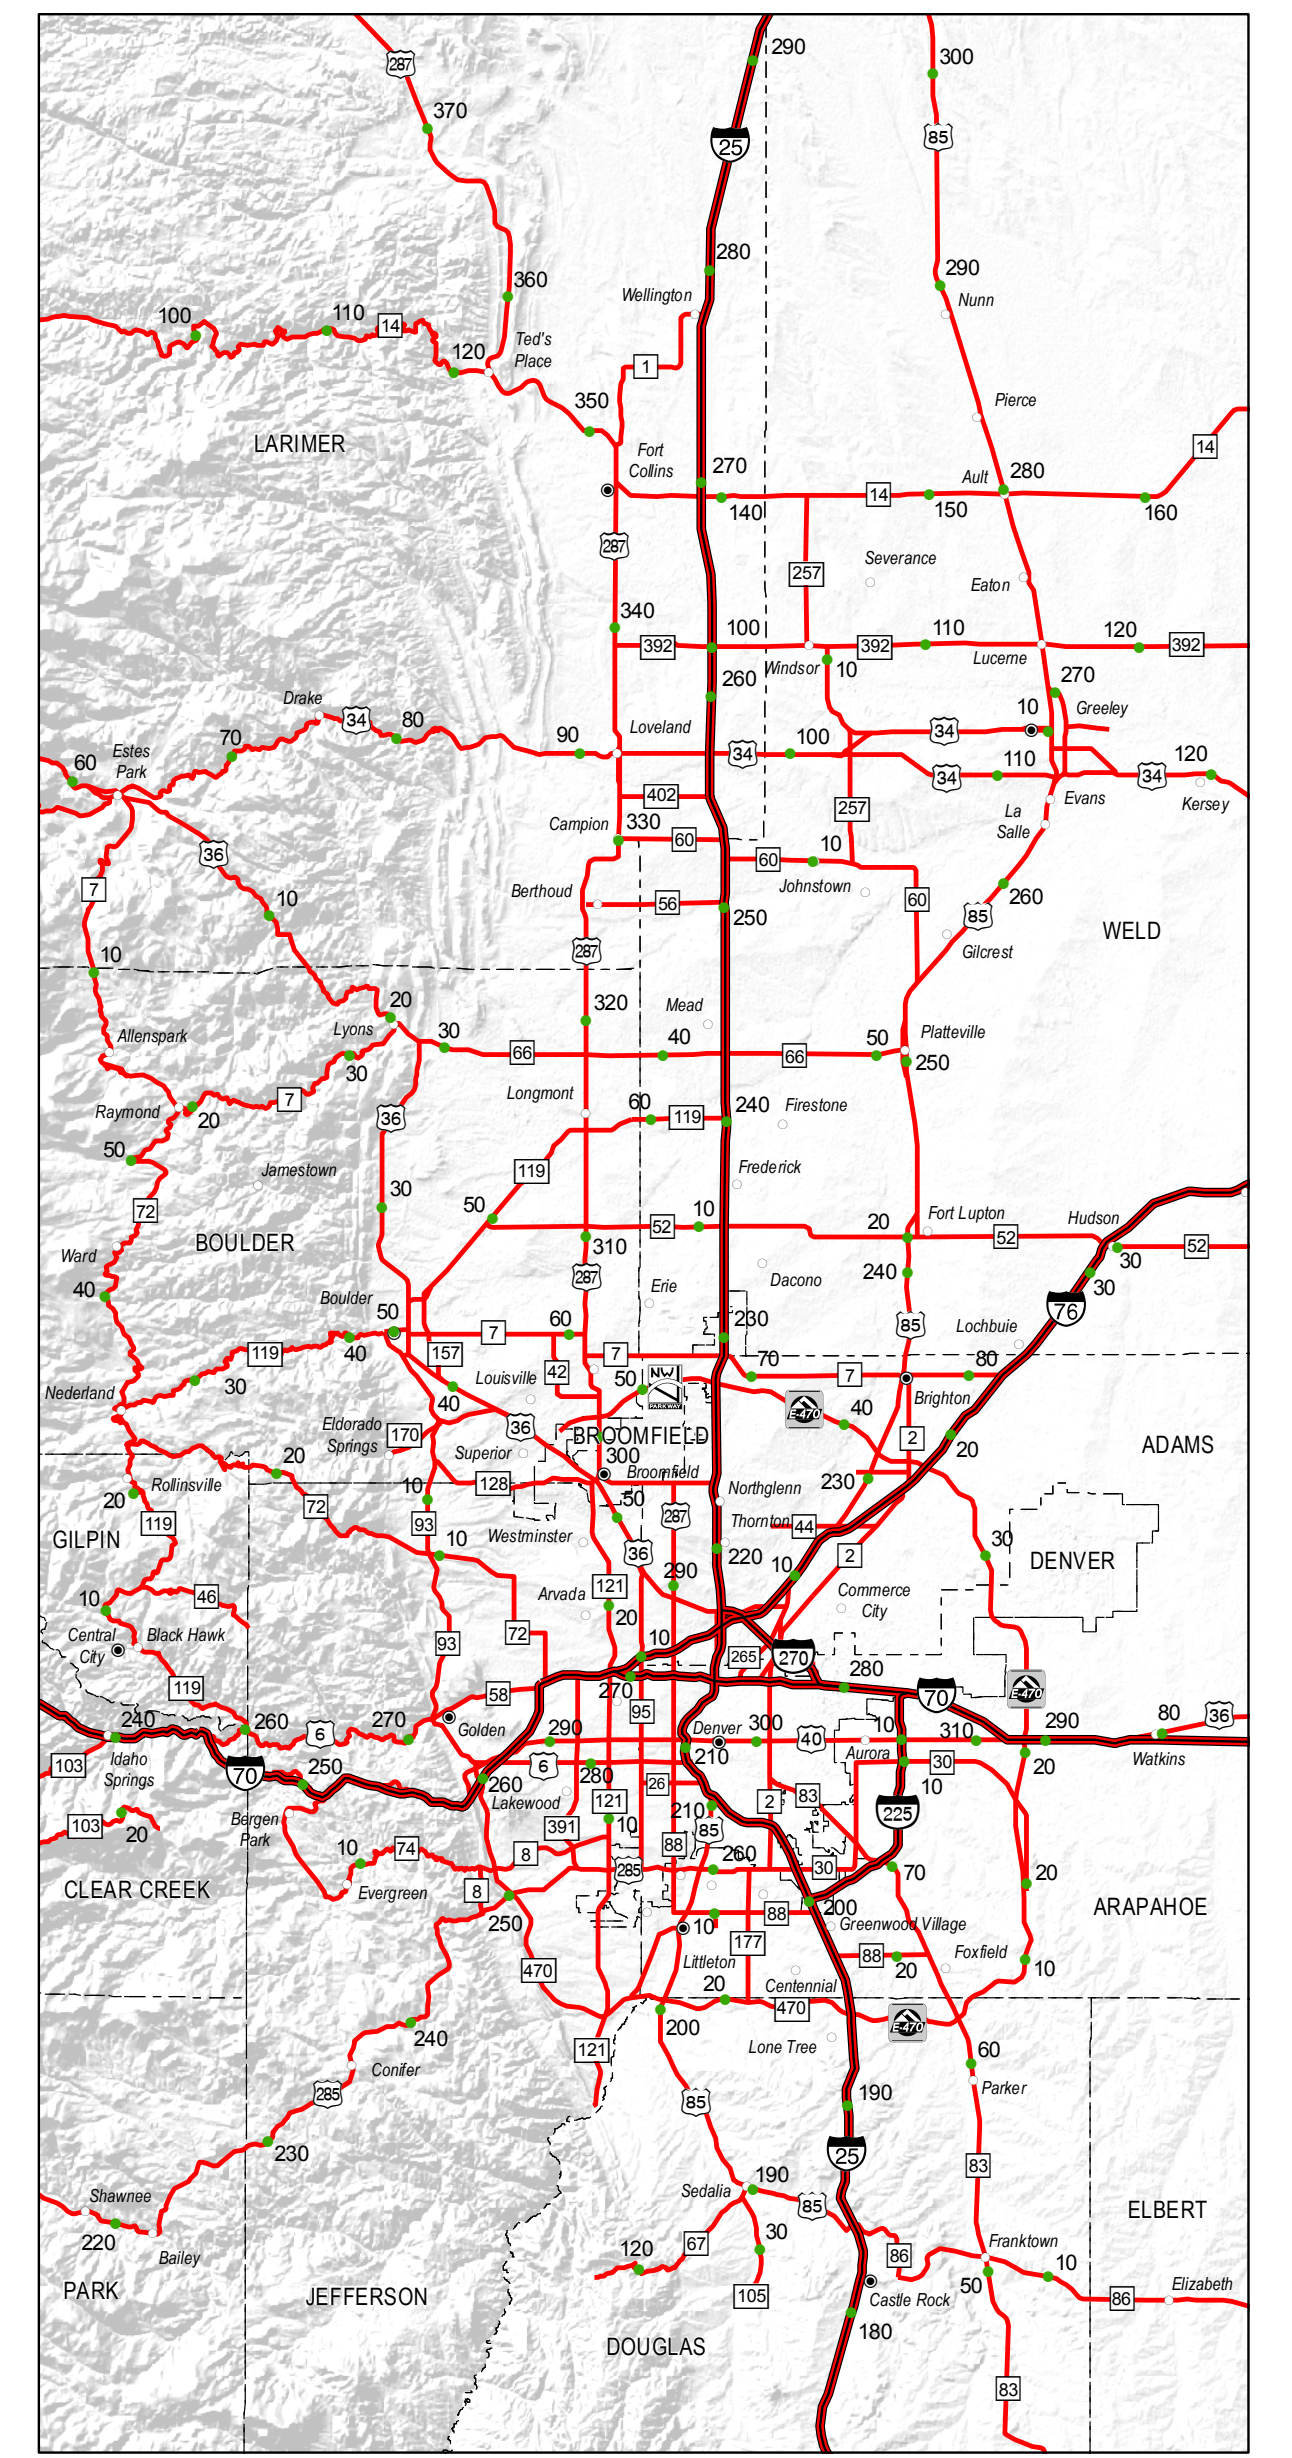 290
300
287
370
85
25
280
290
360
Nunn
Wellington
100
110
14
120
Ted's
Place
1
350
Pierce
LARIMER
Fort
Collins
14
270
Ault
280
140
14
150
160
287
Severance
257
Eaton
340
100
110
120
392
392
392
Windsor
10
Lucerne
260
270
Drake
34
80
Greeley
10
70
90
Loveland
34
100
34
Estes
Park
60
110
120
34
34
Kersey
402
257
Evans
La
Salle
Campion
330
60
10
36
60
Johnstown
7
Berthoud
56
60
260
10
250
85
WELD
287
Gilcrest
10
20
320
Mead
Lyons
30
40
50
Platteville
Allenspark
66
66
250
30
7
Longmont
60
119
240
Firestone
Raymond
20
36
50
Jamestown
119
Frederick
72
30
50
10
BOULDER
52
20
Fort Lupton
52
Hudson
52
Ward
310
30
287
240
30
40
Erie
Dacono
76
Boulder
50
60
230
85
Lochbuie
119
40
7
7
157
42
70
80
30
Louisville
50
NW
PARKWAY
7
Nederland
40
E-470
40
Brighton
Eldorado
Springs
170
36
BROOMFIELD
2
ADAMS
20
Superior
300
20
Broomfield
230
Rollinsville
128
Northglenn
20
72
10
50
287
Thornton
44
119
93
Westminster
36
220
10
2
30
GILPIN
10
DENVER
10
46
Arvada
121
290
Commerce
City
20
Central
City
Black Hawk
72
93
10
265
270
280
119
58
270
70
E-470
95
240
260
6
270
Golden
290
Denver
300
40
10
310
290
80
36
103
Idaho
Springs
70
250
6
280
210
Aurora
30
20
Watkins
260
26
10
Lakewood
121
2
83
225
103
20
Bergen
Park
391
10
210
85
10
74
8
88
260
30
70
20
CLEAR CREEK
Evergreen
8
285
250
88
200
Greenwood Village
ARAPAHOE
10
177
Littleton
88
20
Foxfield
10
470
20
Centennial
470
200
E-470
240
121
Lone Tree
60
Conifer
285
85
190
Parker
230
25
83
Shawnee
Sedalia
190
85
ELBERT
220
Bailey
120
67
30
86
Franktown
10
PARK
JEFFERSON
105
50
Castle Rock
86
Elizabeth
180
DOUGLAS
83